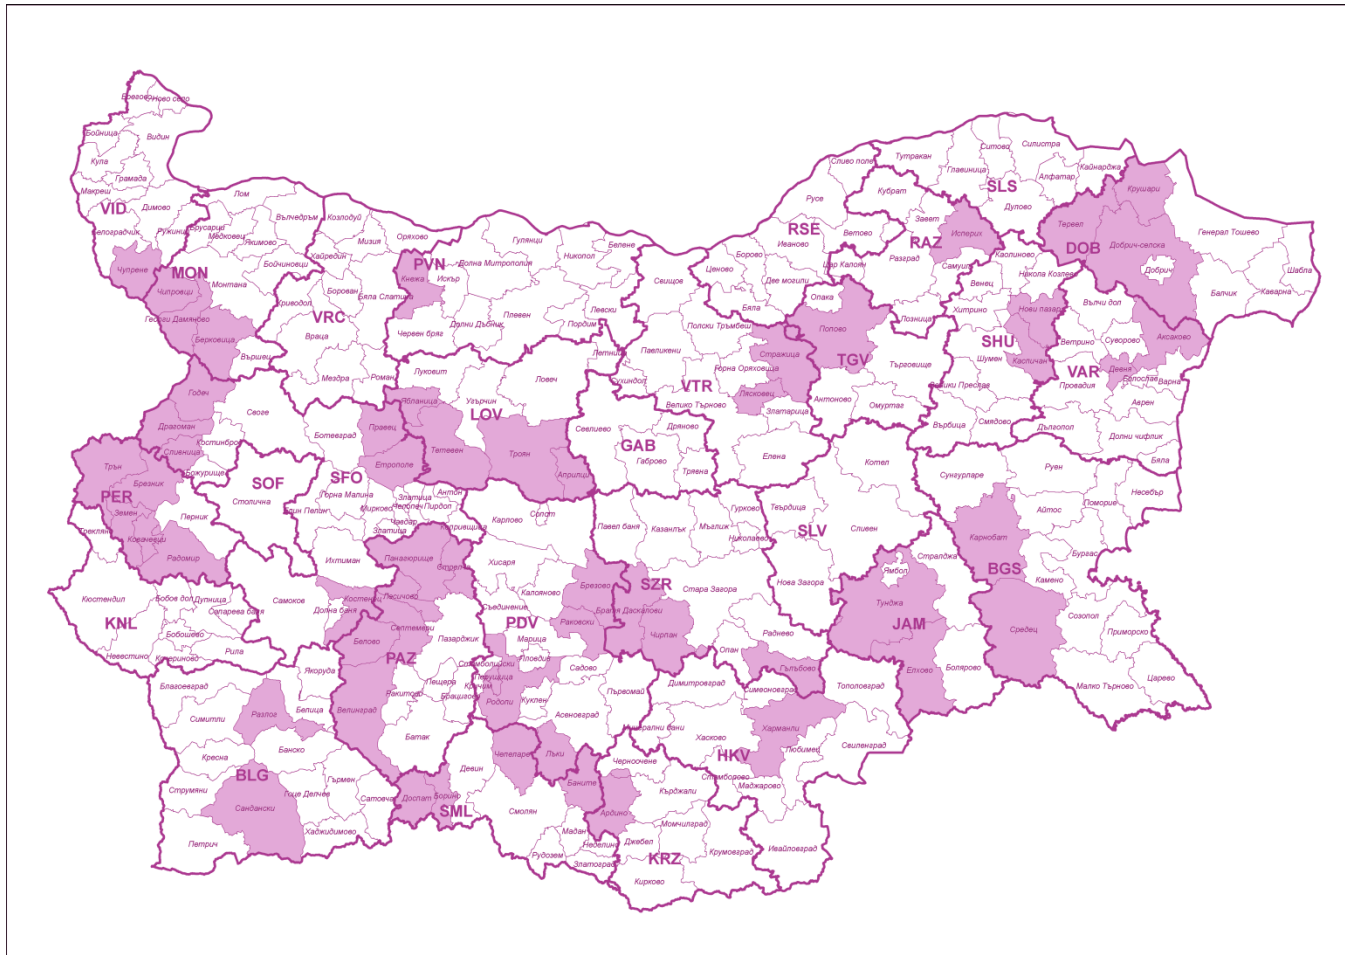 Брегово
Ново село
Бойница
Видин
Кула
Грамада
Макреш
VID
Димово
Белоградчик
Ружинци
Чупрене
Лом
Вълчедръм
Брусарци
Медковец
Якимово
Бойчиновци
MON
Монтана
Чипровци
Георги Дамяново
Берковица
Вършец
Козлодуй
Мизия
Оряхово
Хайредин
Борован
Бяла Слатина
Криводол
VRC
Враца
Мездра
Роман
Гулянци
Никопол
Белене
PVN
Долна Митрополия
Кнежа
Искър
Плевен
Левски
Долни Дъбник
Пордим
Червен бряг
Луковит
Летница
Ловеч
Ябланица
Угърчин
LOV
Тетевен
Троян
Априлци
Свищов
Полски Тръмбеш
Павликени
Сухиндол
Стражица
Горна Оряховица
VTR
Лясковец
Велико Търново
Златарица
Елена
Севлиево
Дряново
GAB
Габрово
Трявна
Сливо поле
Русе
RSE
Иваново
Ветово
Борово
Ценово
Две могили
Бяла
Кубрат
Завет
Исперих
RAZ
Разград
Цар Калоян
Самуил
Лозница
Тутракан
Главиница
Ситово
Силистра
Кайнарджа
Алфатар
SLS
Дулово
Крушари
Тервел
DOB
Добрич-селска
Добрич
Генерал Тошево
Шабла
Каварна
Балчик
Опака
Попово
TGV
Търговище
Антоново
Омуртаг
Каолиново
Никола Козлево
Венец
Хитрино
Нови пазар
SHU
Шумен
Каспичан
Велики Преслав
Смядово
Върбица
Вълчи дол
Суворово
Аксаково
Ветрино
VAR
Девня
Белослав
Варна
Провадия
Аврен
Дългопол
Долни чифлик
Бяла
Годеч
Своге
Драгоман
Костинброд
Сливница
Божурище
Ботевград
Правец
Етрополе
SFO
Горна Малина
Елин Пелин
Мирково
Златица
Челопеч
Пирдоп
Антон
Чавдар
Златица
Копривщица
Ихтиман
Костенец
Долна баня
Самоков
SOF
Столична
Трън
Брезник
PER
Земен
Перник
Ковачевци
Радомир
Трекляно
Кюстендил
Бобов дол
Дупница
Сапарева баня
KNL
Бобошево
Рила
Невестино
Кочериново
Благоевград
Якоруда
Симитли
Разлог
Белица
Банско
Кресна
BLG
Гърмен
Струмяни
Гоце Делчев
Сатовча
Сандански
Хаджидимово
Петрич
Панагюрище
Стрелча
Лесичово
Септември
Белово
Пазарджик
PAZ
Пещера
Ракитово
Брацигово
Велинград
Батак
Карлово
Сопот
Хисаря
Калояново
Брезово
Съединение
Раковски
PDV
Марица
Пловдив
Стамболийски
Перущица
Кричим
Родопи
Куклен
Садово
Първомай
Асеновград
Лъки
Девин
Чепеларе
Доспат
Борино
SML
Баните
Смолян
Мадан
Рудозем
Неделино
Златоград
Павел баня
Казанлък
Мъглиж
Гурково
Николаево
SZR
Стара Загора
Братя Даскалови
Чирпан
Раднево
Опан
Гълъбово
Котел
Твърдица
SLV
Сливен
Нова Загора
Стралджа
Ямбол
Тунджа
JAM
Елхово
Болярово
Сунгурларе
Руен
Несебър
Поморие
Айтос
Карнобат
Бургас
BGS
Камено
Средец
Созопол
Приморско
Царево
Малко Търново
Димитровград
Симеоновград
Тополовград
Минерални бани
Хасково
Харманли
HKV
Любимец
Свиленград
Стамболово
Маджарово
Ивайловград
Черноочене
Ардино
Кърджали
Момчилград
Джебел
KRZ
Крумовград
Кирково